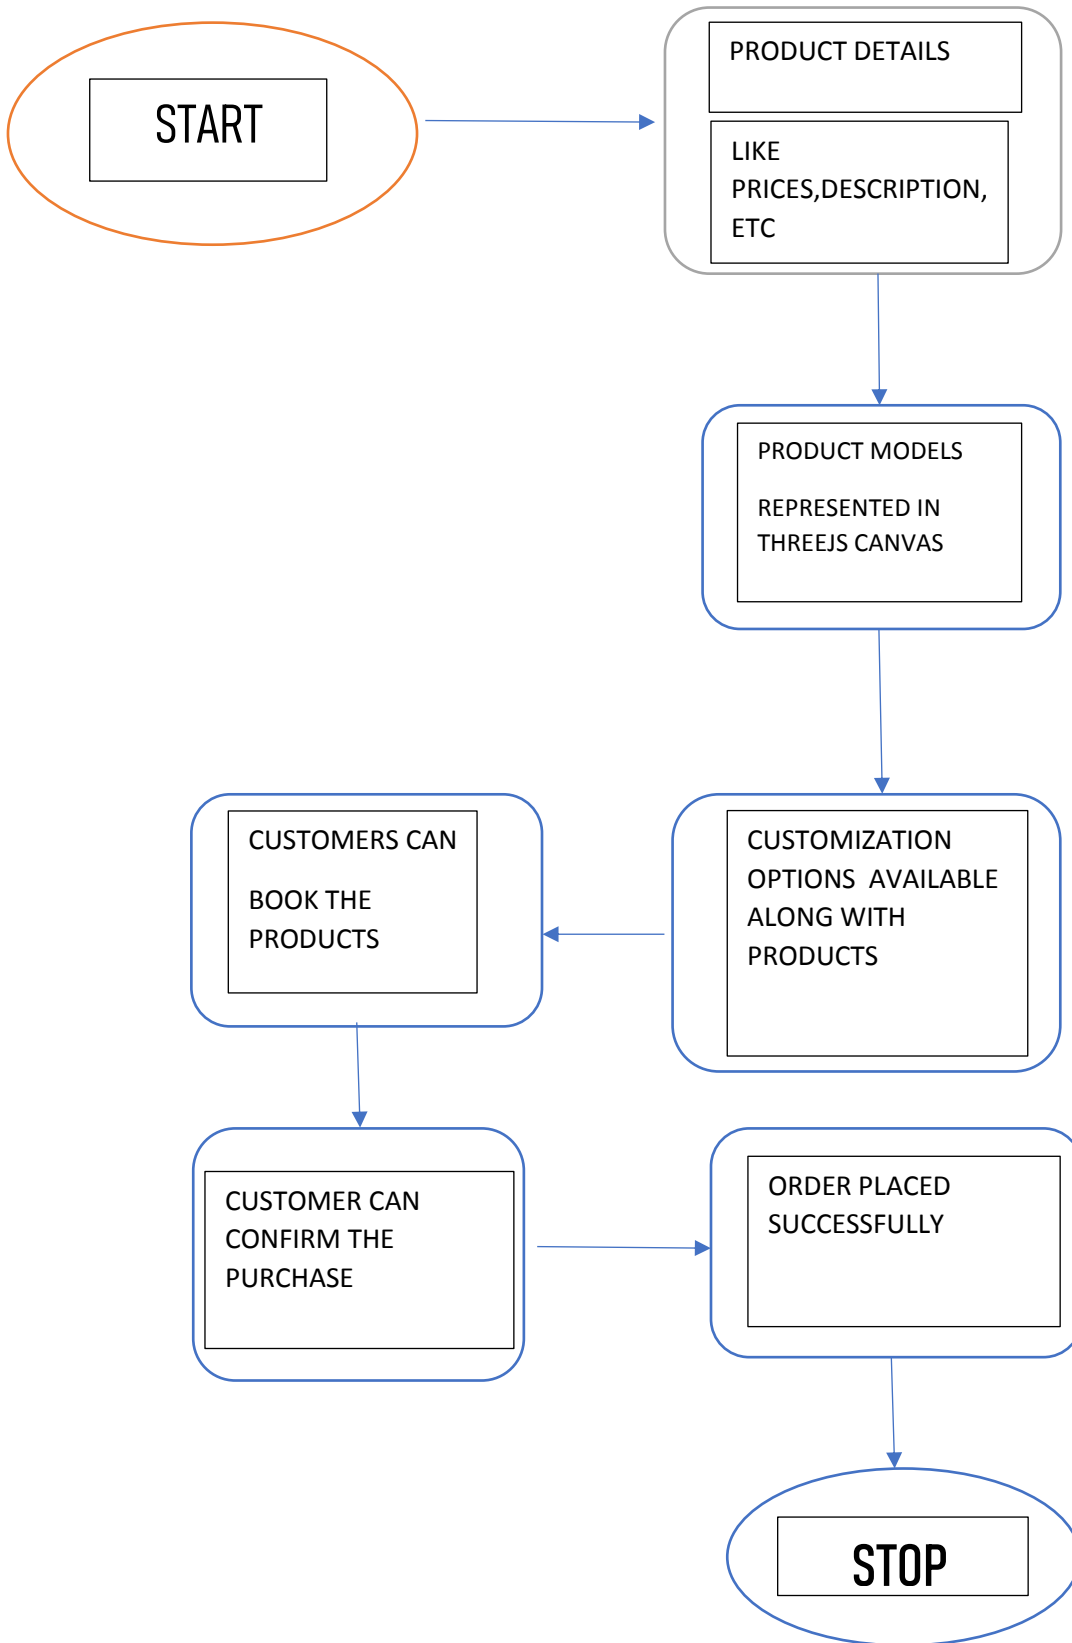 START
PRODUCT DETAILS
LIKE
PRICES,DESCRIPTION,
ETC
PRODUCT MODELS
REPRESENTED IN
THREEJS CANVAS
CUSTOMIZATION
OPTIONS  AVAILABLE
ALONG WITH
PRODUCTS
CUSTOMERS CAN
BOOK THE
PRODUCTS
CUSTOMER CAN
CONFIRM THE
PURCHASE
ORDER PLACED
SUCCESSFULLY
STOP